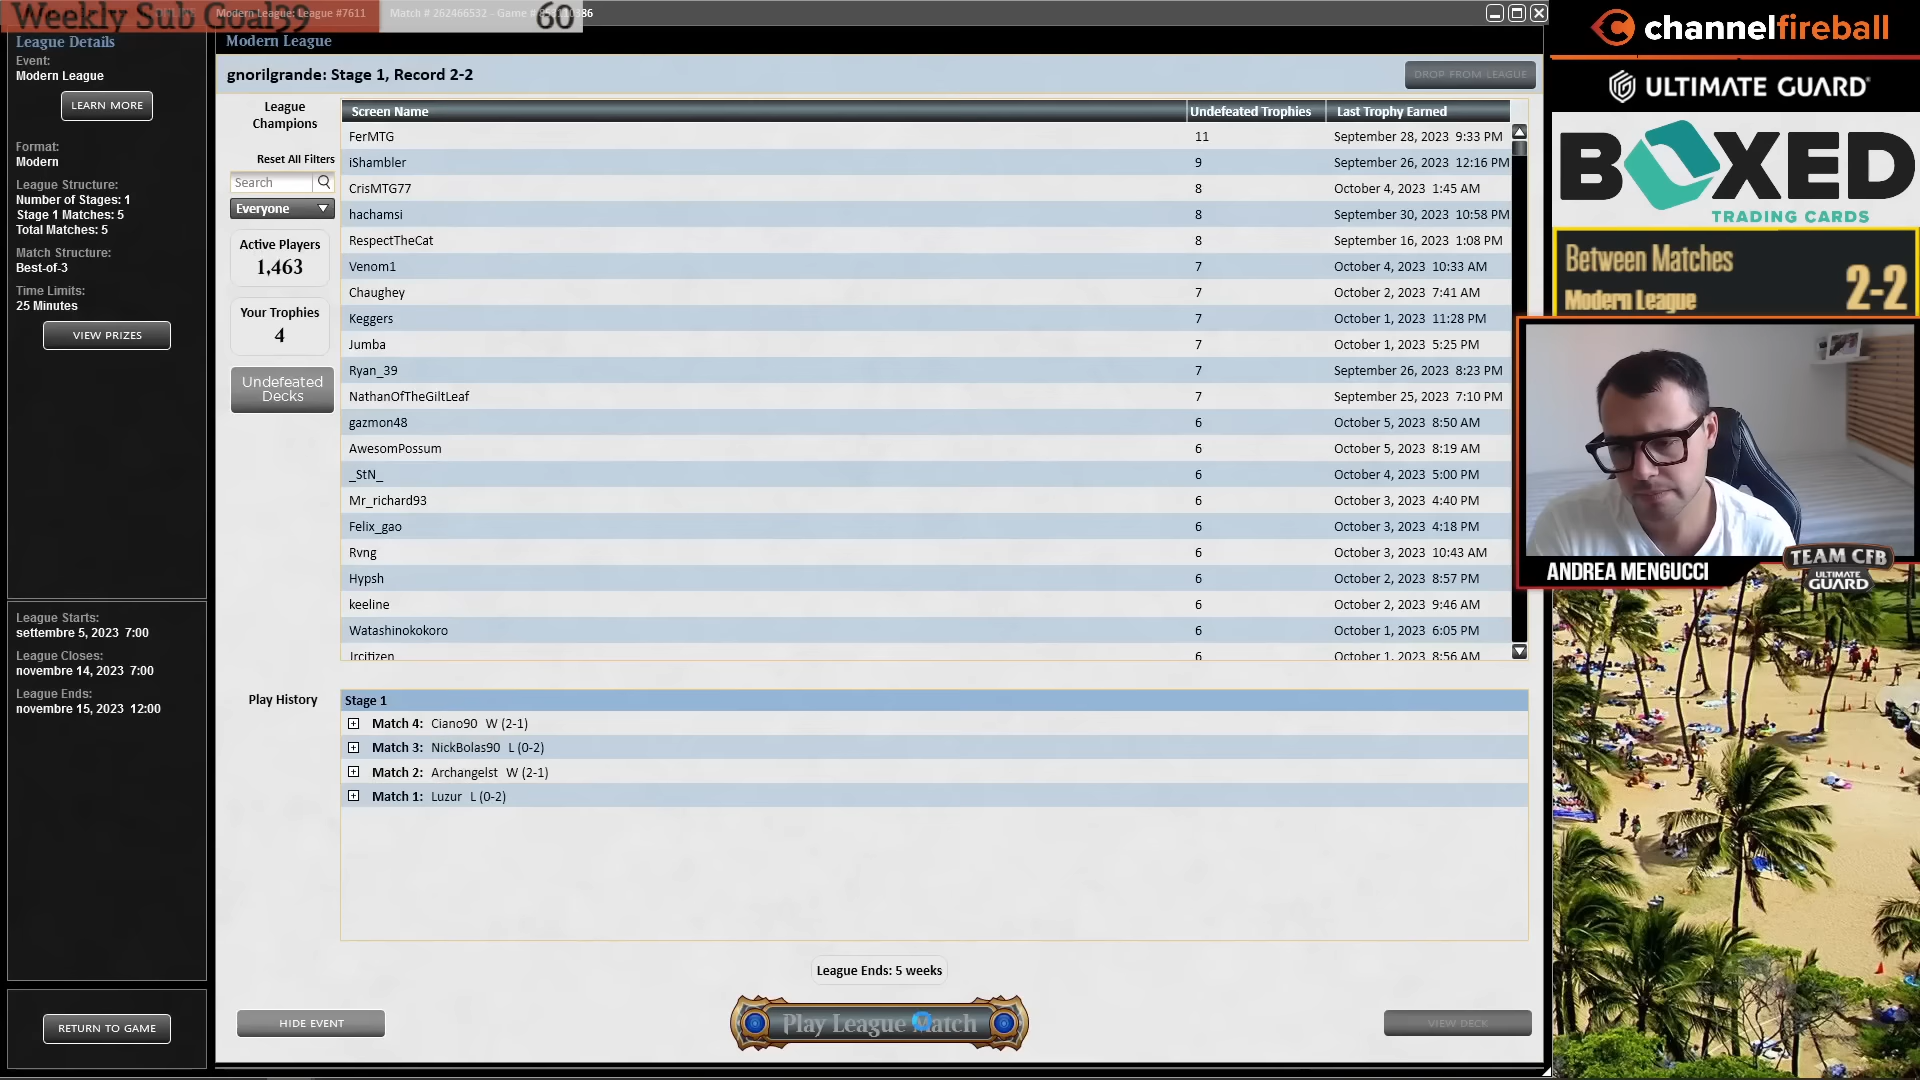 Weekly Sub Goal 39 60
ONLINE Modern League: League #7611 Match # 262466532 - Game #
League Details
Event:
Modern League
LEARN MORE
Format:
Modern
League Structure:
Number of Stages: 1
Stage 1 Matches: 5
Total Matches: 5
Match Structure:
Best-of-3
Time Limits:
25 Minutes
VIEW PRIZES
League Starts:
settembre 5, 2023 7:00
League Closes:
novembre 14, 2023 7:00
League Ends:
novembre 15, 2023 12:00
RETURN TO GAME
Modern League
gnorilgrande: Stage 1, Record 2-2
DROP FROM LEAGUE
League
Champions
Reset All Filters
Search
Everyone
Active Players
1,463
Your Trophies
4
Undefeated
Decks
Screen Name Undefeated Trophies Last Trophy Earned
FerMTG 11 September 28, 2023 9:33 PM
iShambler 9 September 26, 2023 12:16 PM
CrisMTG77 8 October 4, 2023 1:45 AM
hachamsi 8 September 30, 2023 10:58 PM
RespectTheCat 8 September 16, 2023 1:08 PM
Venom1 7 October 4, 2023 10:33 AM
Chaughey 7 October 2, 2023 7:41 AM
Keggers 7 October 1, 2023 11:28 PM
Jumba 7 October 1, 2023 5:25 PM
Ryan_39 7 September 26, 2023 8:23 PM
NathanOfTheGiltLeaf 7 September 25, 2023 7:10 PM
gazmon48 6 October 5, 2023 8:50 AM
AwesomPossum 6 October 5, 2023 8:19 AM
_StN_ 6 October 4, 2023 5:00 PM
Mr_richard93 6 October 3, 2023 4:40 PM
Felix_gao 6 October 3, 2023 4:18 PM
Rvng 6 October 3, 2023 10:43 AM
Hypsh 6 October 2, 2023 8:57 PM
keeline 6 October 2, 2023 9:46 AM
Watashinokokoro 6 October 1, 2023 6:05 PM
Jrcitizen 6 October 1, 2023 8:56 AM
Play History
Stage 1
Match 4: Ciano90 W (2-1)
Match 3: NickBolas90 L (0-2)
Match 2: Archangelst W (2-1)
Match 1: Luzur L (0-2)
League Ends: 5 weeks
HIDE EVENT
Play League Match
VIEW DECK
channelfireball
ULTIMATE GUARD
BOXED
TRADING CARDS
Between Matches
Modern League
2-2
ANDREA MENGUCCI
TEAM CFB
ULTIMATE
GUARD